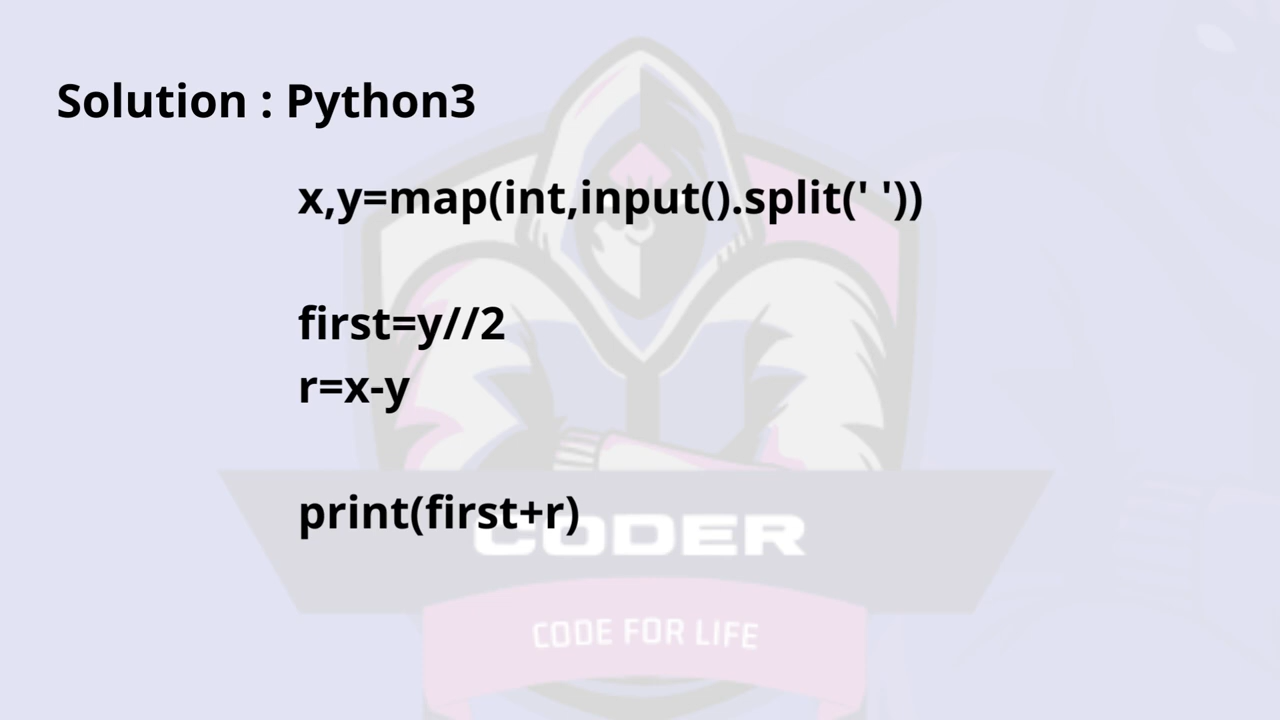 Solution : Python3
x,y=map(int,input().split(' '))
first=y//2
r=x-y
print(first+r)
CODER
CODE FOR LIFE